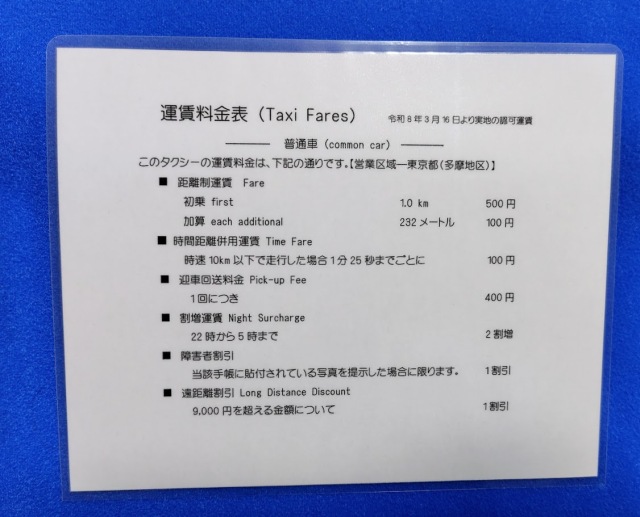 運賃料金表 (Taxi Fares) 令和8年3月16日より実地の認可運賃
普通車 (common car)
このタクシーの運賃料金は、下記の通りです。【営業区域―東京都(多摩地区)】
■ 距離制運賃 Fare
初乗 first 1.0 km 500円
加算 each additional 232メートル 100円
■ 時間距離併用運賃 Time Fare
時速10km以下で走行した場合1分25秒までごとに 100円
■ 迎車回送料金 Pick-up Fee
1回につき 400円
■ 割増運賃 Night Surcharge
22時から5時まで 2割増
■ 障害者割引
当該手帳に貼付されている写真を提示した場合に限ります。 1割引
■ 遠距離割引 Long Distance Discount
9,000円を超える金額について 1割引